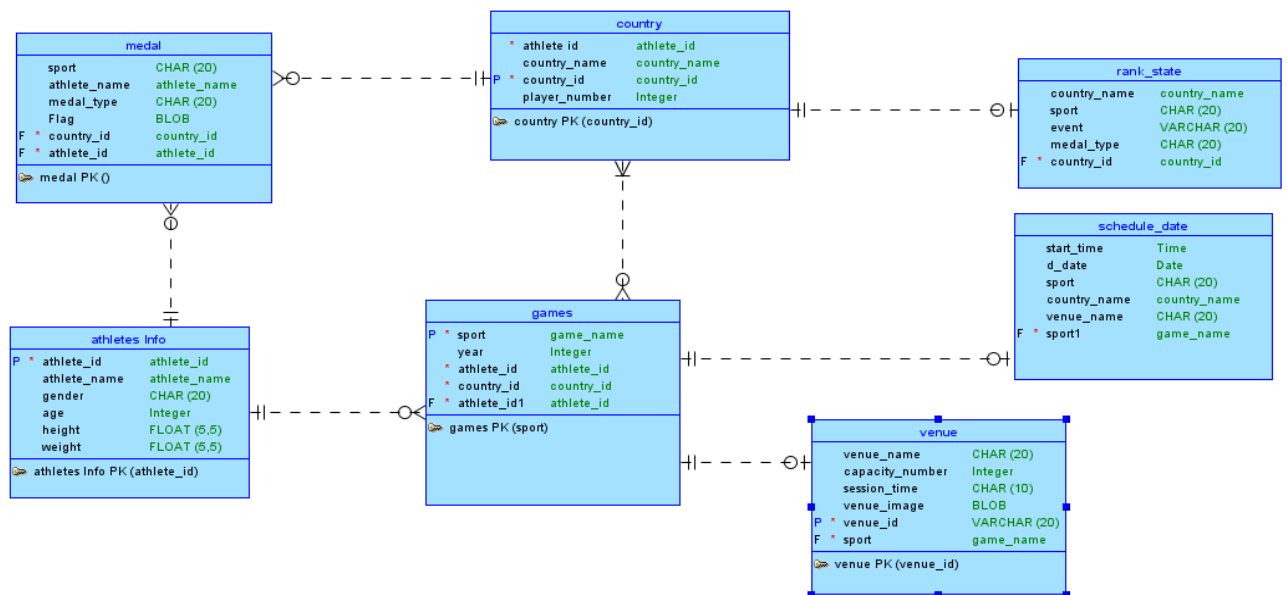 medal
sport CHAR (20)
athlete_name athlete_name
medal_type CHAR (20)
Flag BLOB
F * country_id country_id
F * athlete_id athlete_id
medal PK ()
country
* athlete id athlete_id
country_name country_name
P * country_id country_id
player_number Integer
country PK (country_id)
rank_state
country_name country_name
sport CHAR (20)
event VARCHAR (20)
medal_type CHAR (20)
F * country_id country_id
schedule_date
start_time Time
d_date Date
sport CHAR (20)
country_name country_name
venue_name CHAR (20)
F * sport1 game_name
athletes Info
P * athlete_id athlete_id
athlete_name athlete_name
gender CHAR (20)
age Integer
height FLOAT (5,5)
weight FLOAT (5,5)
athletes Info PK (athlete_id)
games
P * sport game_name
year Integer
* athlete_id athlete_id
* country_id country_id
F * athlete_id1 athlete_id
games PK (sport)
venue
venue_name CHAR (20)
capacity_number Integer
session_time CHAR (10)
venue_image BLOB
P * venue_id VARCHAR (20)
F * sport game_name
venue PK (venue_id)